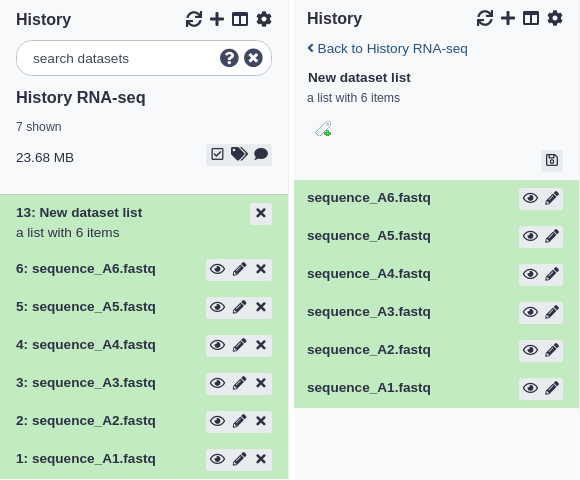 History
search datasets
History RNA-seq
7 shown
23.68 MB
13: New dataset list
a list with 6 items
6: sequence_A6.fastq
5: sequence_A5.fastq
4: sequence_A4.fastq
3: sequence_A3.fastq
2: sequence_A2.fastq
1: sequence_A1.fastq
History
Back to History RNA-seq
New dataset list
a list with 6 items
sequence_A6.fastq
sequence_A5.fastq
sequence_A4.fastq
sequence_A3.fastq
sequence_A2.fastq
sequence_A1.fastq